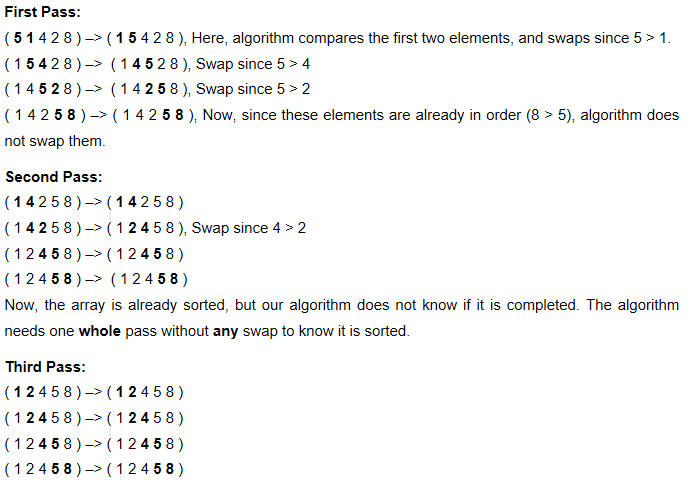 First Pass:
( 5 1 4 2 8 ) –> ( 1 5 4 2 8 ), Here, algorithm compares the first two elements, and swaps since 5 > 1.
( 1 5 4 2 8 ) –> ( 1 4 5 2 8 ), Swap since 5 > 4
( 1 4 5 2 8 ) –> ( 1 4 2 5 8 ), Swap since 5 > 2
( 1 4 2 5 8 ) –> ( 1 4 2 5 8 ), Now, since these elements are already in order (8 > 5), algorithm does
not swap them.
Second Pass:
( 1 4 2 5 8 ) –> ( 1 4 2 5 8 )
( 1 4 2 5 8 ) –> ( 1 2 4 5 8 ), Swap since 4 > 2
( 1 2 4 5 8 ) –> ( 1 2 4 5 8 )
( 1 2 4 5 8 ) –> ( 1 2 4 5 8 )
Now, the array is already sorted, but our algorithm does not know if it is completed. The algorithm
needs one whole pass without any swap to know it is sorted.
Third Pass:
( 1 2 4 5 8 ) –> ( 1 2 4 5 8 )
( 1 2 4 5 8 ) –> ( 1 2 4 5 8 )
( 1 2 4 5 8 ) –> ( 1 2 4 5 8 )
( 1 2 4 5 8 ) –> ( 1 2 4 5 8 )